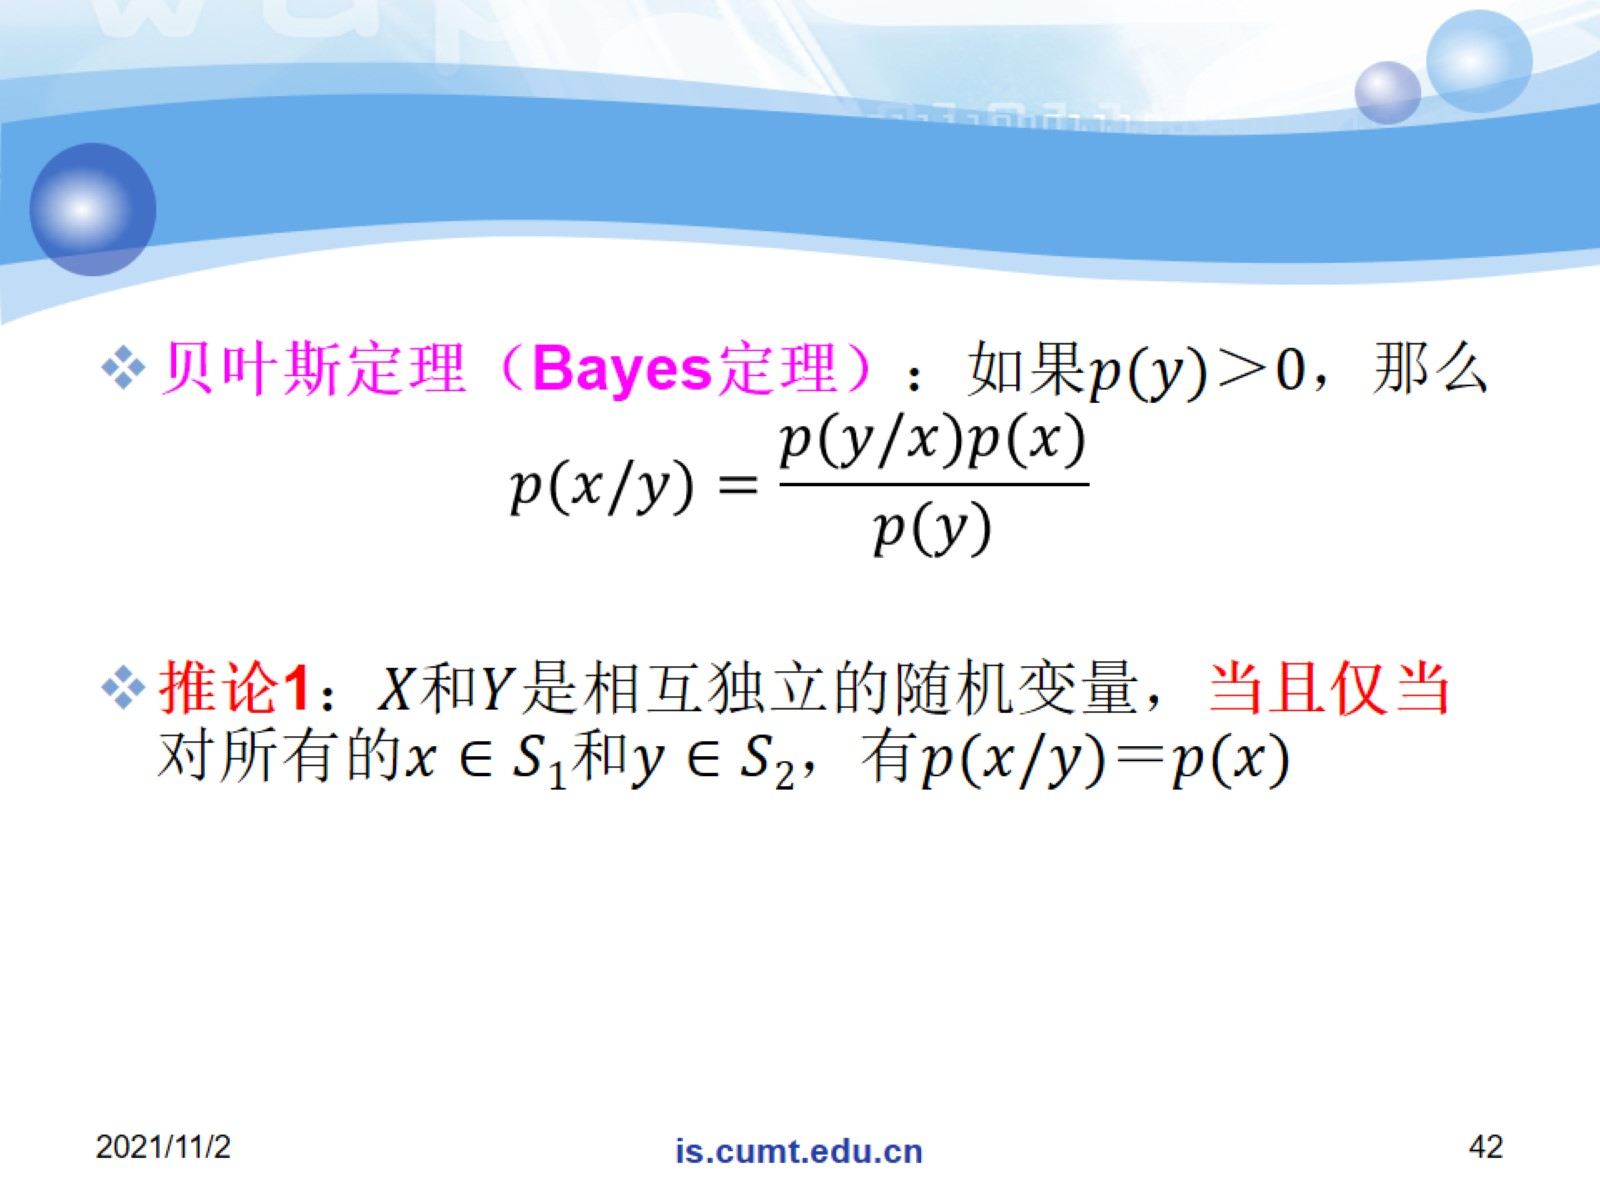 贝叶斯定理（Bayes定理）：如果p(y)＞0，那么
p(x/y) = p(y/x)p(x) / p(y)
推论1：X和Y是相互独立的随机变量，当且仅当
对所有的x ∈ S₁和y ∈ S₂，有p(x/y)＝p(x)
2021/11/2
is.cumt.edu.cn
42